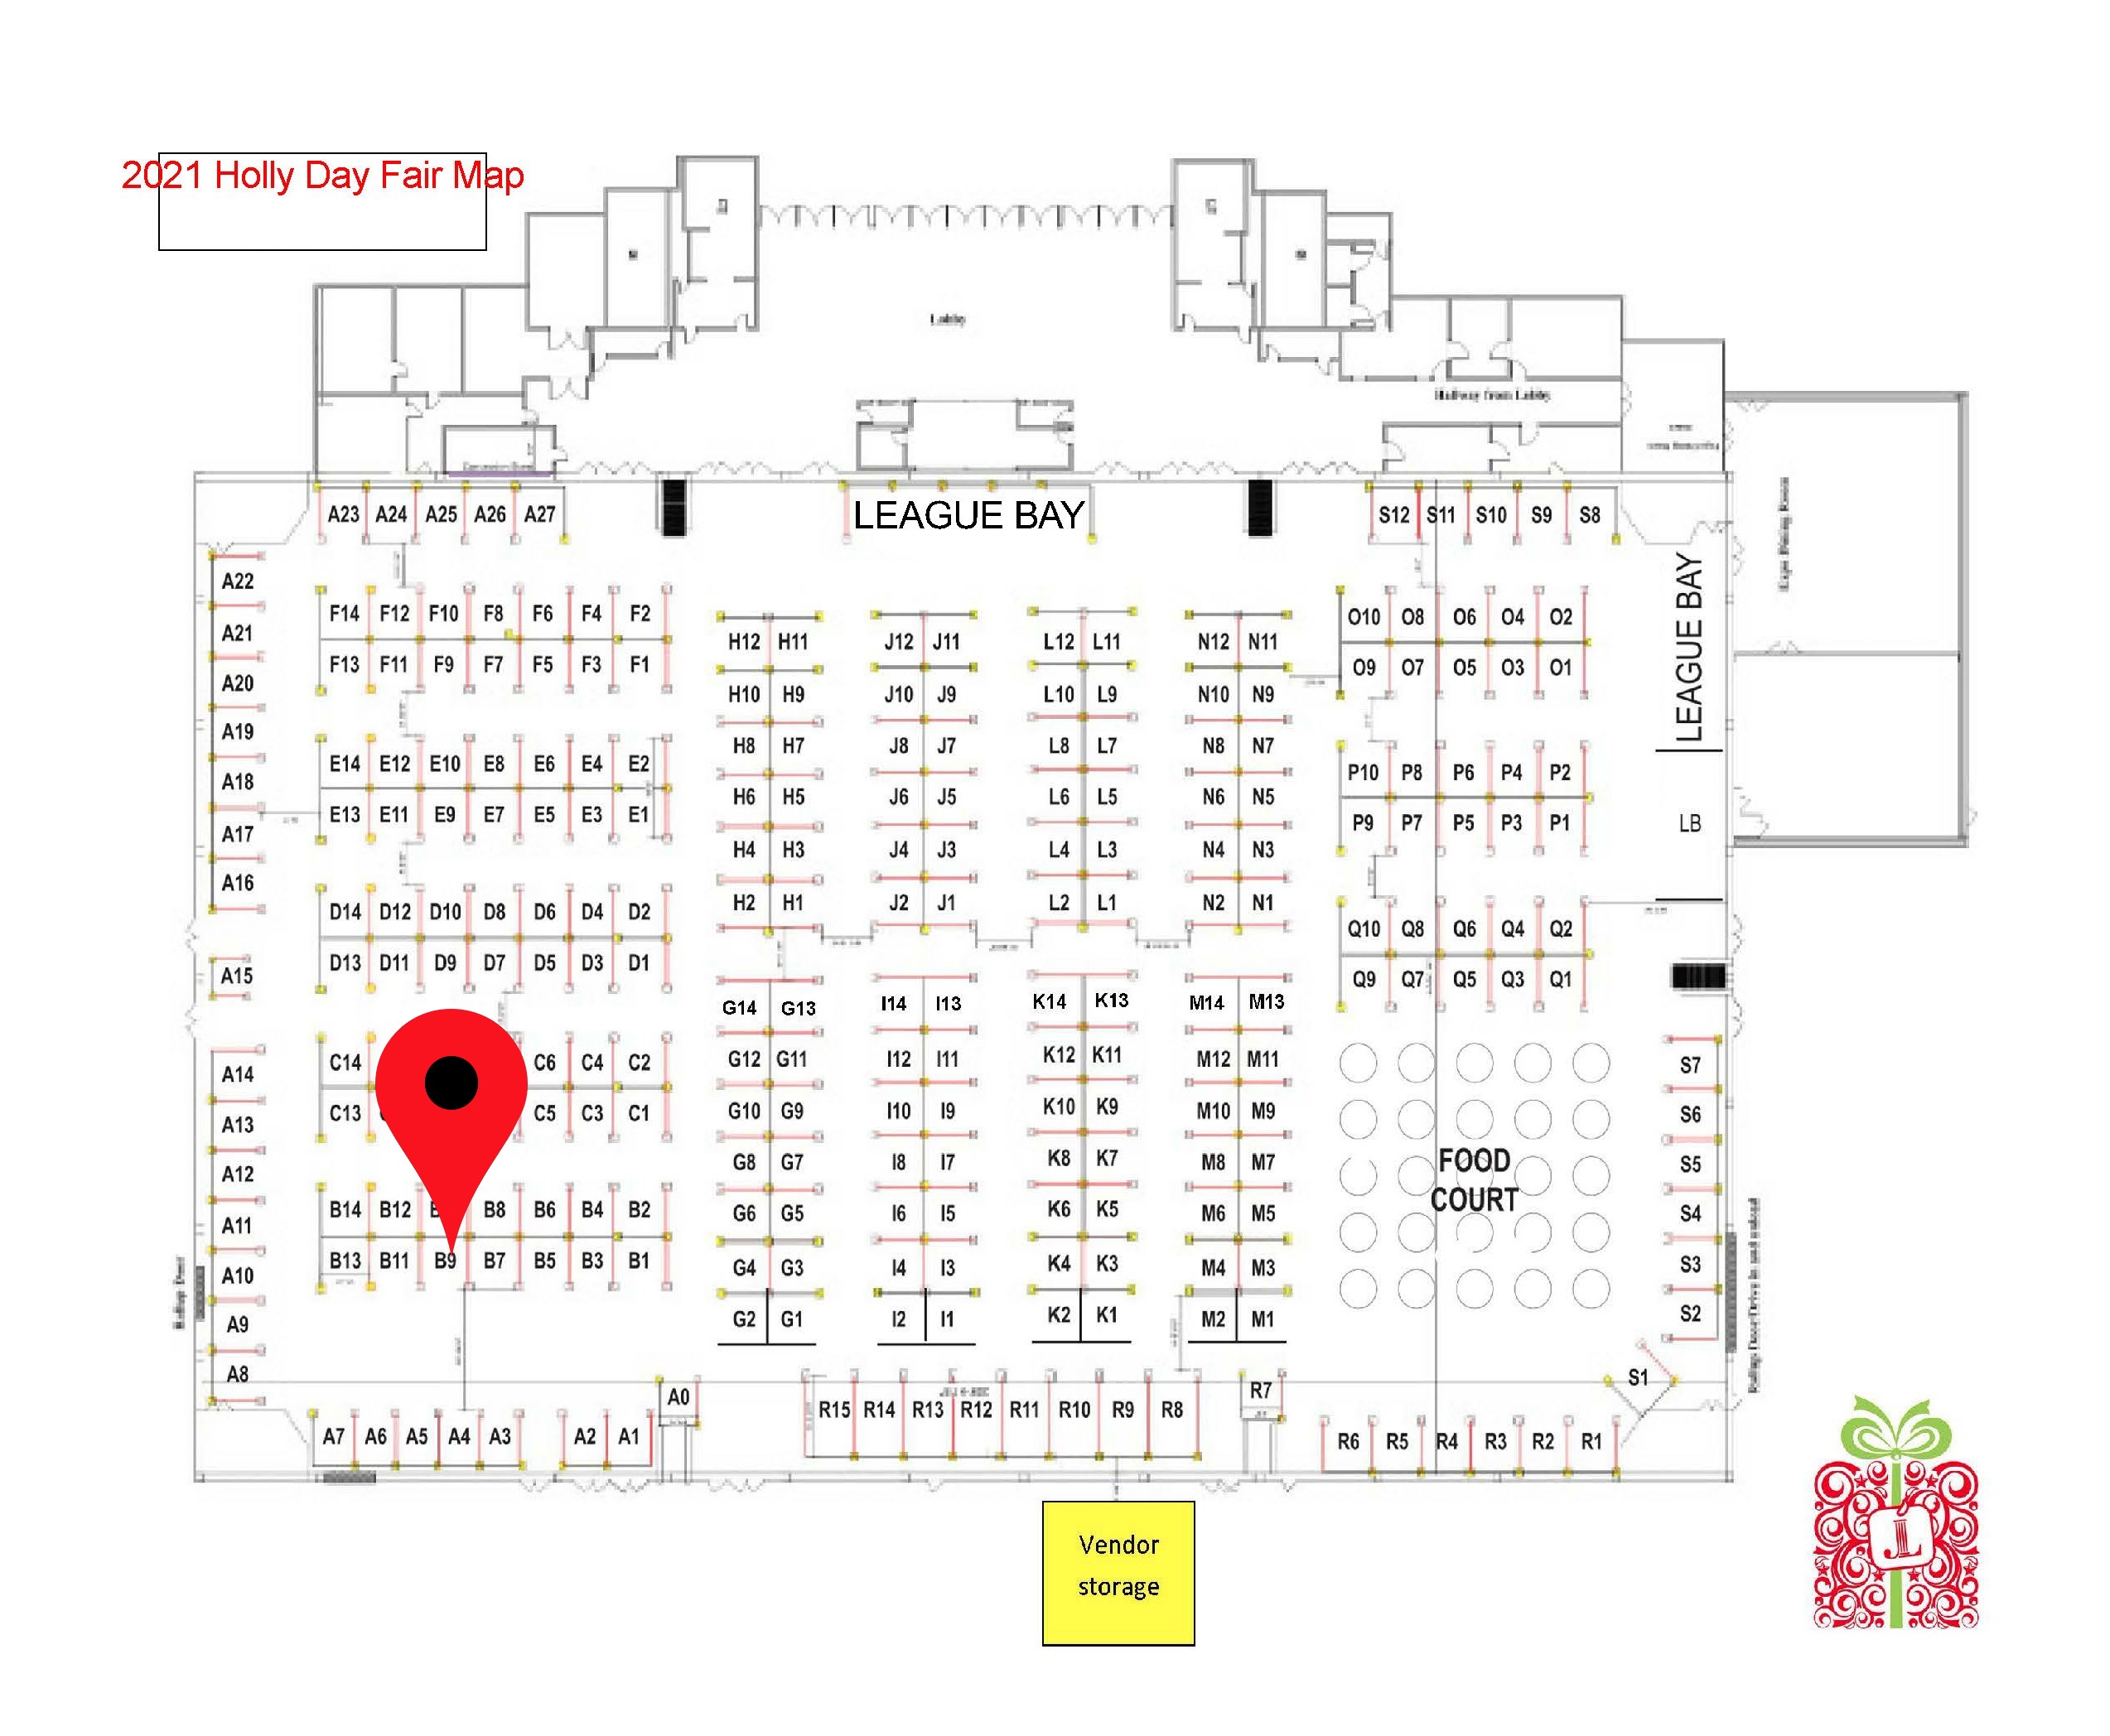 2021 Holly Day Fair Map
Lobby
Hallway from Lobby
LEAGUE BAY
A23 A24 A25 A26 A27
S12 S11 S10 S9 S8
LEAGUE BAY
LB
A22
A21
A20
A19
A18
A17
A16
A15
A14
A13
A12
A11
A10
A9
A8
F14 F12 F10 F8 F6 F4 F2
F13 F11 F9 F7 F5 F3 F1
E14 E12 E10 E8 E6 E4 E2
E13 E11 E9 E7 E5 E3 E1
D14 D12 D10 D8 D6 D4 D2
D13 D11 D9 D7 D5 D3 D1
C14 C6 C4 C2
C13 C5 C3 C1
B14 B12 B8 B6 B4 B2
B13 B11 B9 B7 B5 B3 B1
H12 H11
H10 H9
H8 H7
H6 H5
H4 H3
H2 H1
G14 G13
G12 G11
G10 G9
G8 G7
G6 G5
G4 G3
G2 G1
J12 J11
J10 J9
J8 J7
J6 J5
J4 J3
J2 J1
I14 I13
I12 I11
I10 I9
I8 I7
I6 I5
I4 I3
I2 I1
L12 L11
L10 L9
L8 L7
L6 L5
L4 L3
L2 L1
K14 K13
K12 K11
K10 K9
K8 K7
K6 K5
K4 K3
K2 K1
N12 N11
N10 N9
N8 N7
N6 N5
N4 N3
N2 N1
M14 M13
M12 M11
M10 M9
M8 M7
M6 M5
M4 M3
M2 M1
O10 O8 O6 O4 O2
O9 O7 O5 O3 O1
P10 P8 P6 P4 P2
P9 P7 P5 P3 P1
Q10 Q8 Q6 Q4 Q2
Q9 Q7 Q5 Q3 Q1
FOOD
COURT
S7
S6
S5
S4
S3
S2
S1
A7 A6 A5 A4 A3 A2 A1
A0
R15 R14 R13 R12 R11 R10 R9 R8
R7
R6 R5 R4 R3 R2 R1
Vendor
storage
JL